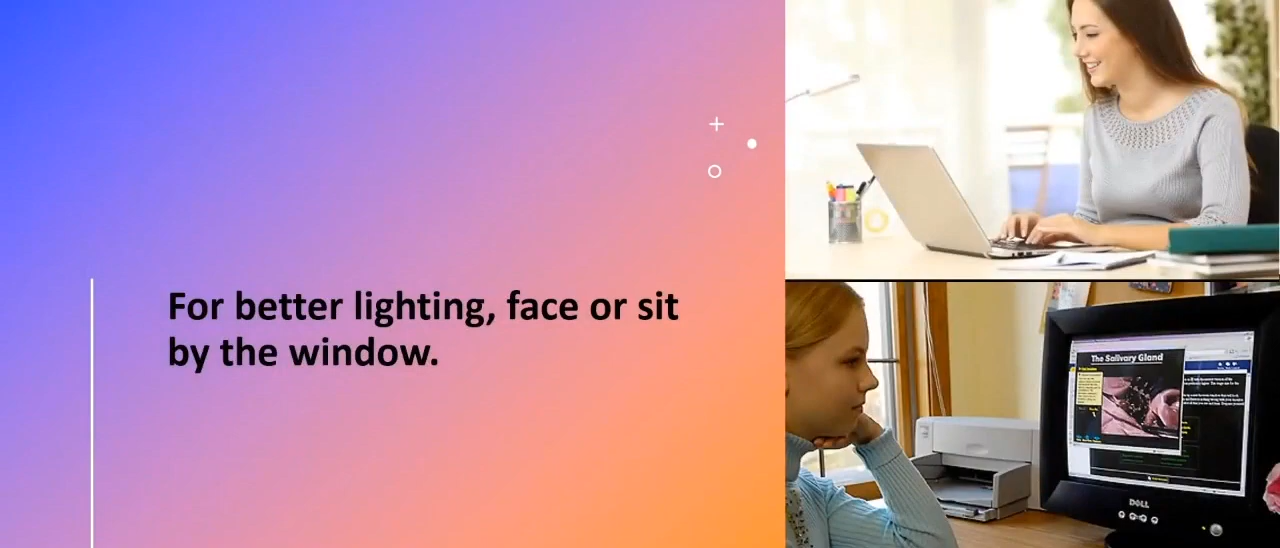 For better lighting, face or sit
by the window.
The Salivary Gland
DELL